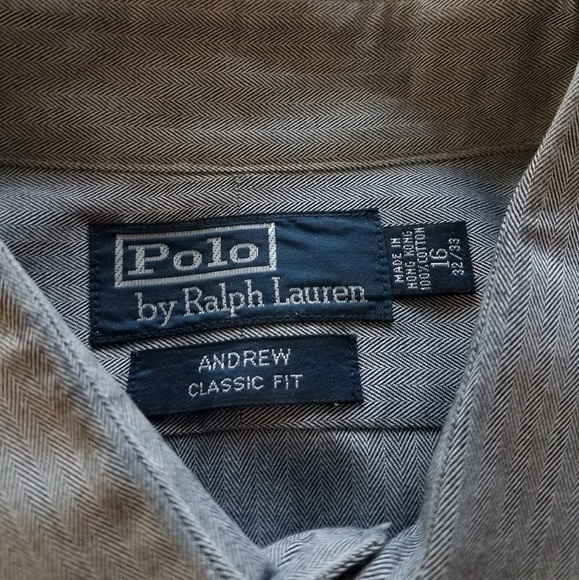 Polo
by Ralph Lauren
MADE IN
HONG KONG
100% COTTON
16
32/33
ANDREW
CLASSIC FIT